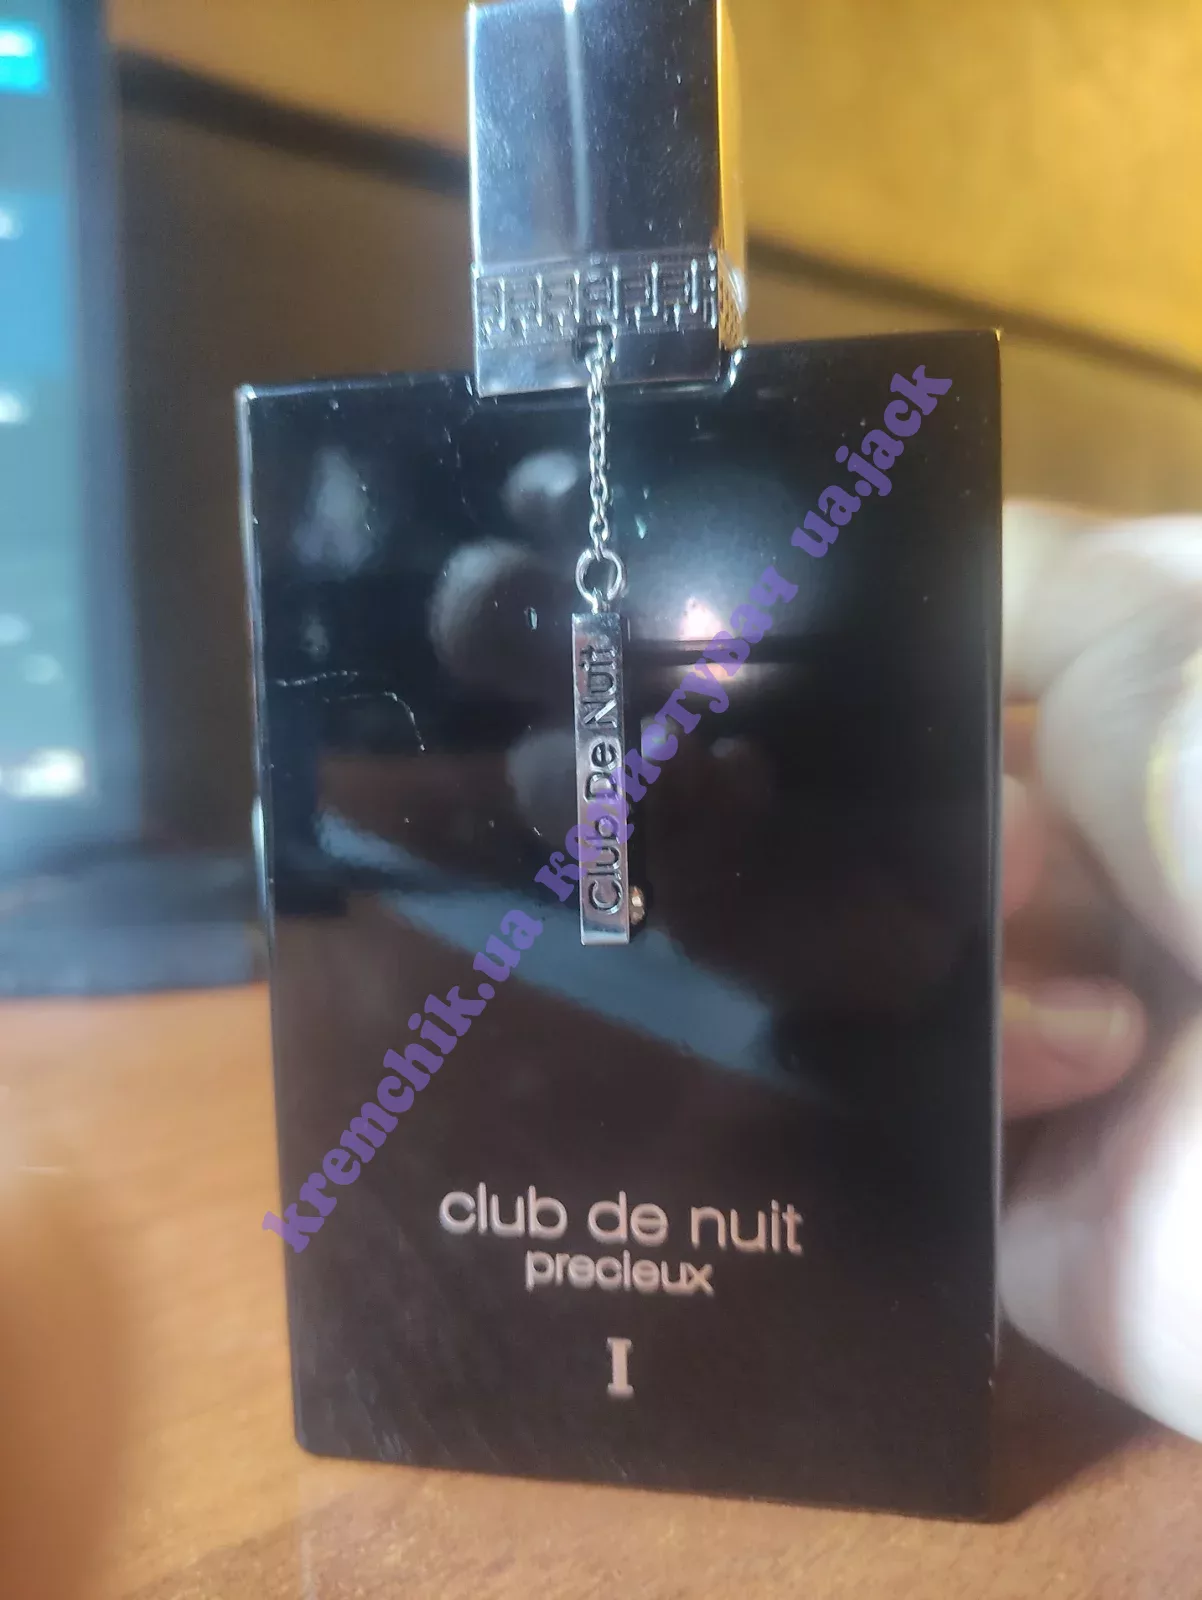 Club De Nuit
kremchik.ua користувач ua.jack
club de nuit
precieux
I